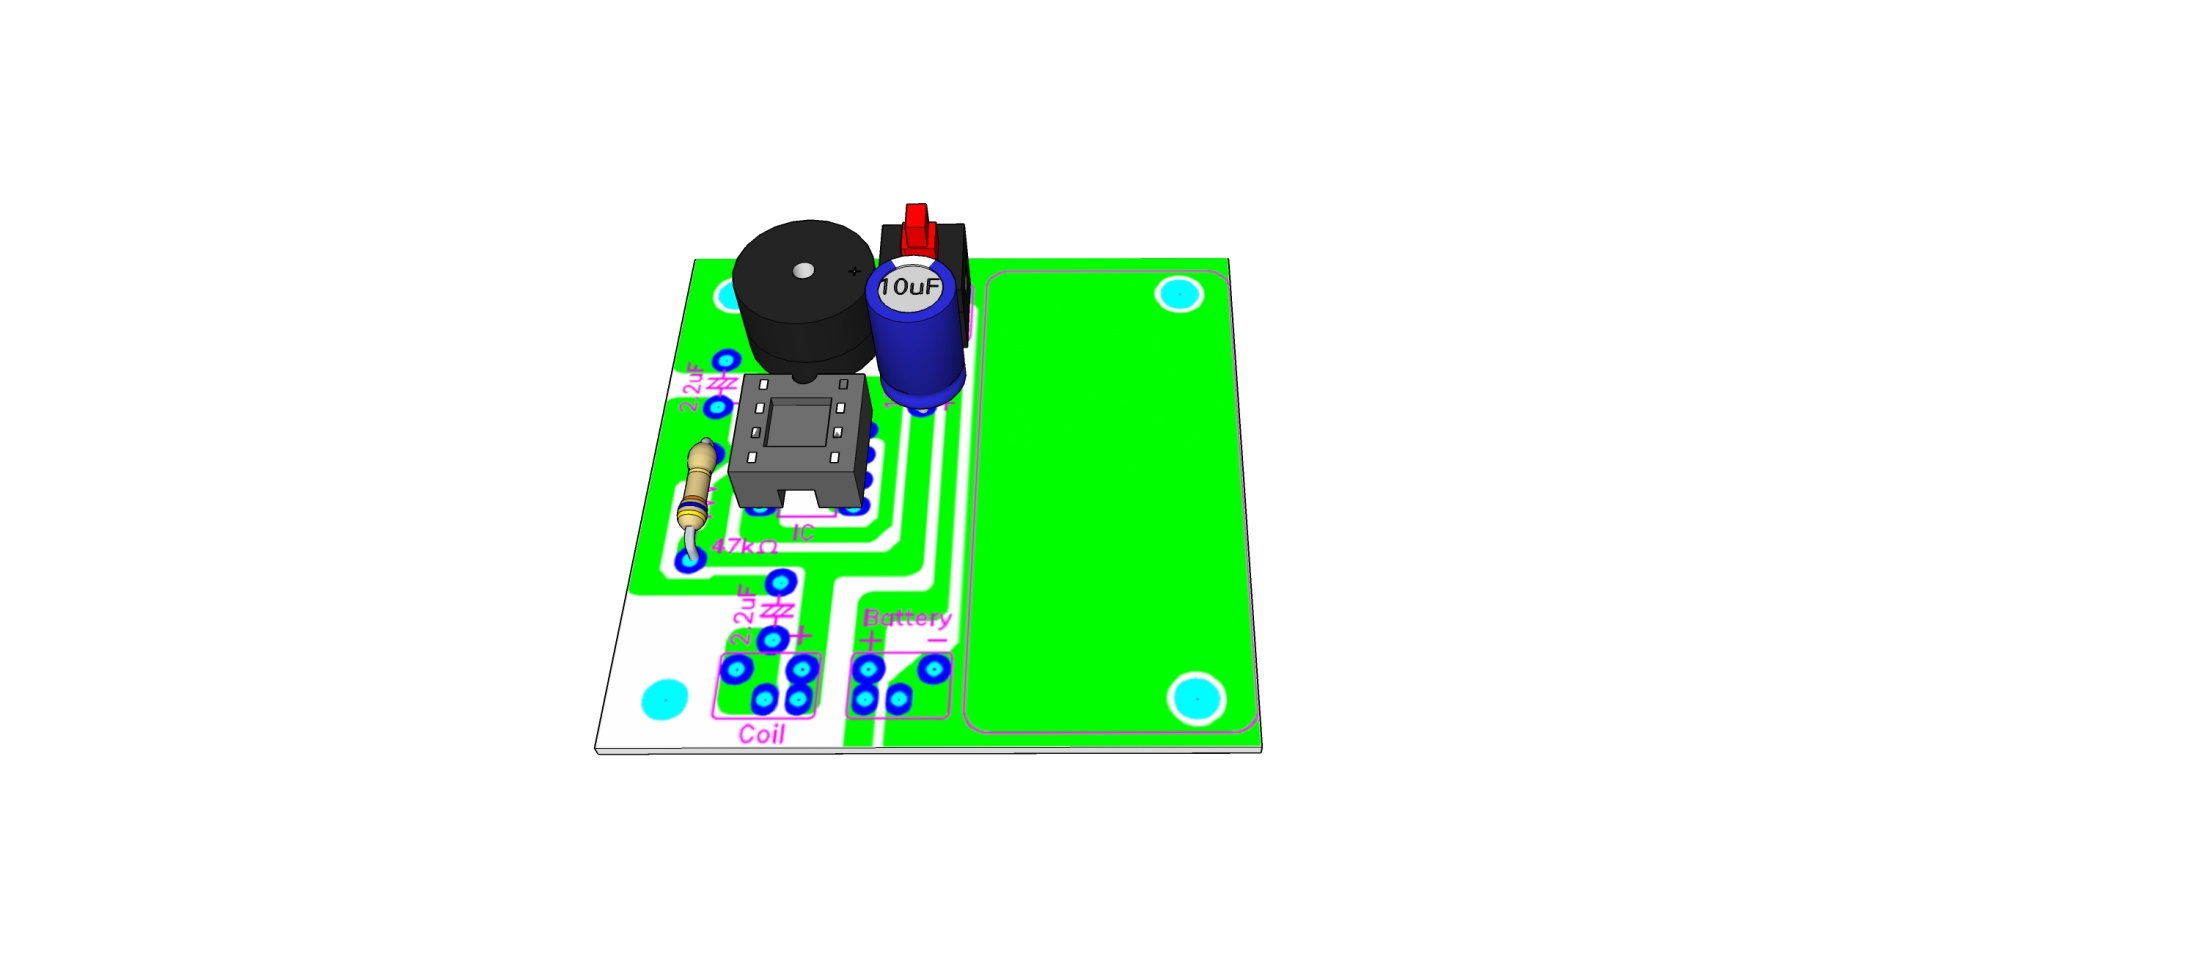 10uF
+
2.2uF
IC
47kΩ
2.2uF
+
Battery
+ −
Coil